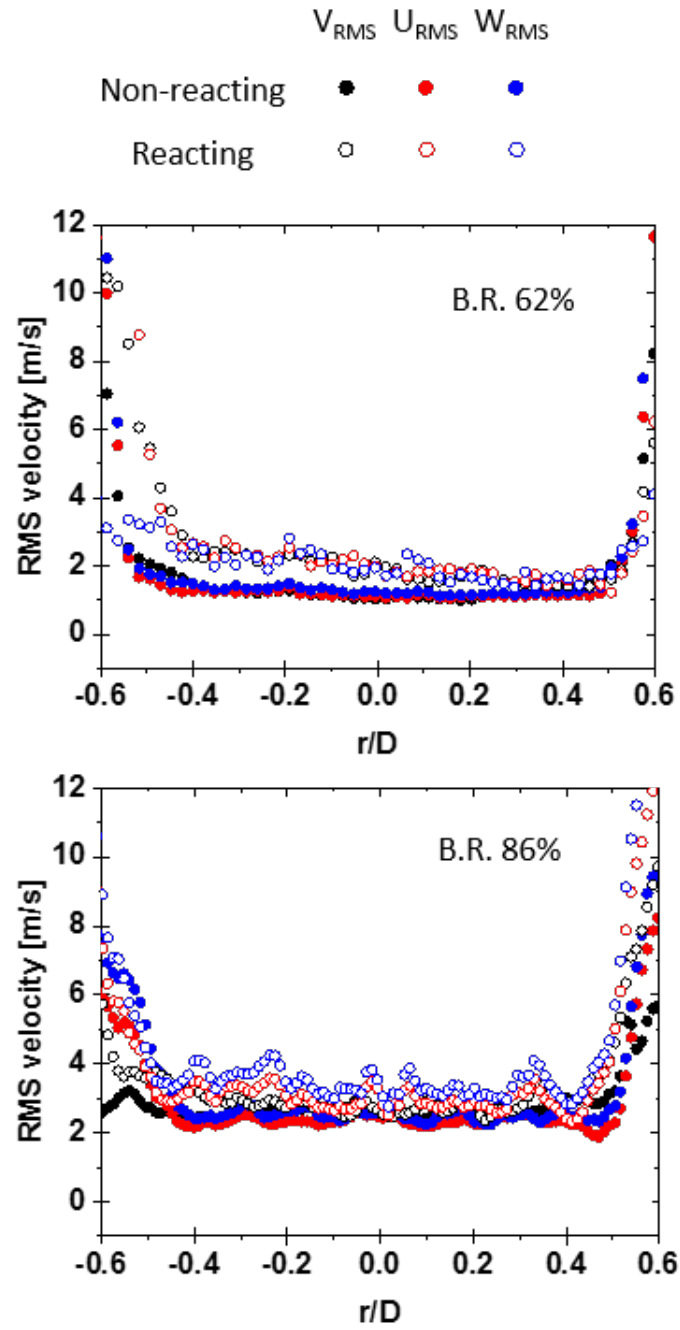 V_RMS U_RMS W_RMS
Non-reacting
Reacting
12
10
8
6
4
2
0
RMS velocity [m/s]
B.R. 62%
-0.6 -0.4 -0.2 0.0 0.2 0.4 0.6
r/D
12
10
8
6
4
2
0
RMS velocity [m/s]
B.R. 86%
-0.6 -0.4 -0.2 0.0 0.2 0.4 0.6
r/D